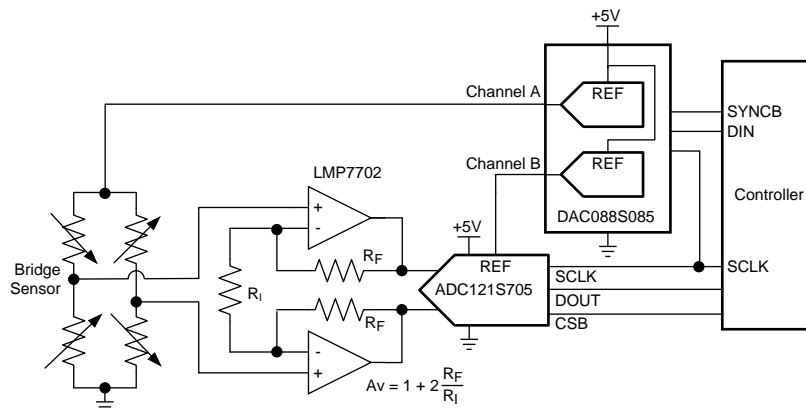 +5V
Channel A
REF
SYNCB
DIN
LMP7702
Channel B
REF
Controller
+5V
DAC088S085
+
-
R_F
REF
SCLK
SCLK
Bridge
Sensor
R_I
ADC121S705
DOUT
R_F
CSB
-
+
Av = 1 + 2 R_F/R_I